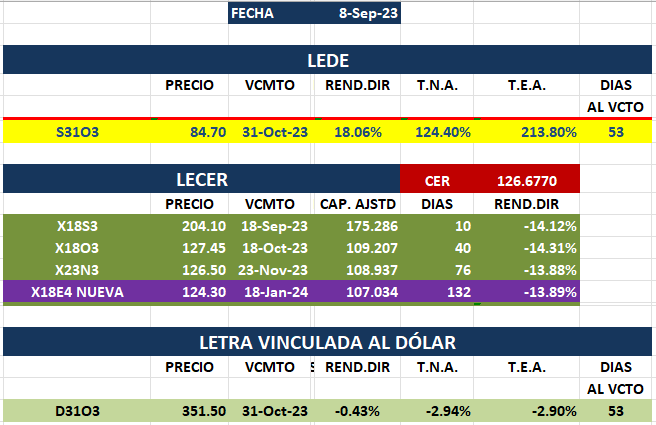 FECHA 8-Sep-23
LEDE
PRECIO VCMTO REND.DIR T.N.A. T.E.A. DIAS
AL VCTO
S31O3 84.70 31-Oct-23 18.06% 124.40% 213.80% 53
LECER CER 126.6770
PRECIO VCMTO CAP. AJSTD DIAS REND.DIR
X18S3 204.10 18-Sep-23 175.286 10 -14.12%
X18O3 127.45 18-Oct-23 109.207 40 -14.31%
X23N3 126.50 23-Nov-23 108.937 76 -13.88%
X18E4 NUEVA 124.30 18-Jan-24 107.034 132 -13.89%
LETRA VINCULADA AL DÓLAR
PRECIO VCMTO REND.DIR T.N.A. T.E.A. DIAS
AL VCTO
D31O3 351.50 31-Oct-23 -0.43% -2.94% -2.90% 53